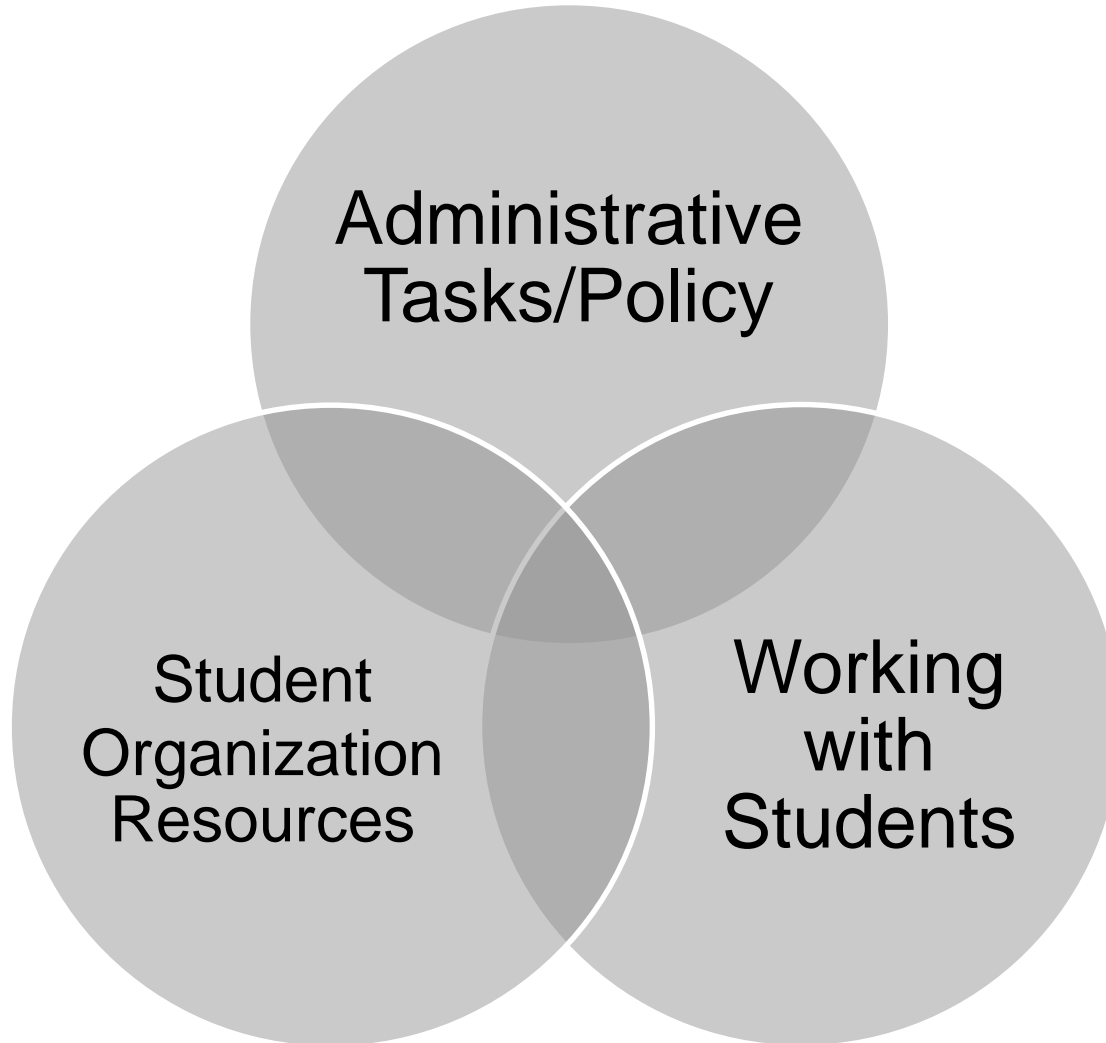 Administrative
Tasks/Policy
Student
Organization
Resources
Working
with
Students